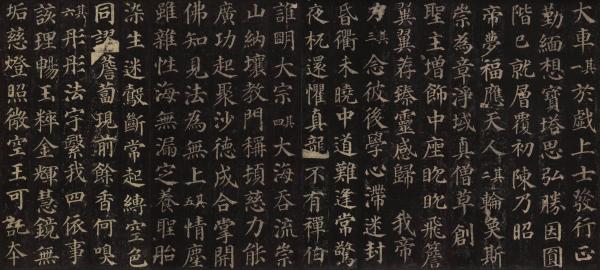 大車其一於戲上士發行正
勤緬想寶塔思弘勝因圓
階已就層覆初陳乃昭
帝夢福應天人其二輪奐斯
崇為章淨域真僧草創
聖主增飾中座眈眈飛簷
翼翼荐臻靈感歸 我帝
力其三念彼後學心滯迷封
昏衢未曉中道難逢常驚
夜枕還懼真龍不有禪伯
誰明大宗其四大海吞流崇
山納壤教門稱頓慈力能
廣功起聚沙德成合掌開
佛知見法為無上其五情塵
雖雜性海無漏定養聖胎
染生迷鷇斷常起縛空色
同謬薝蔔現前餘香何嗅
其六彤彤法宇繄我四依事
該理暢玉粹金輝慧鏡無
垢慈燈照微空王可託本